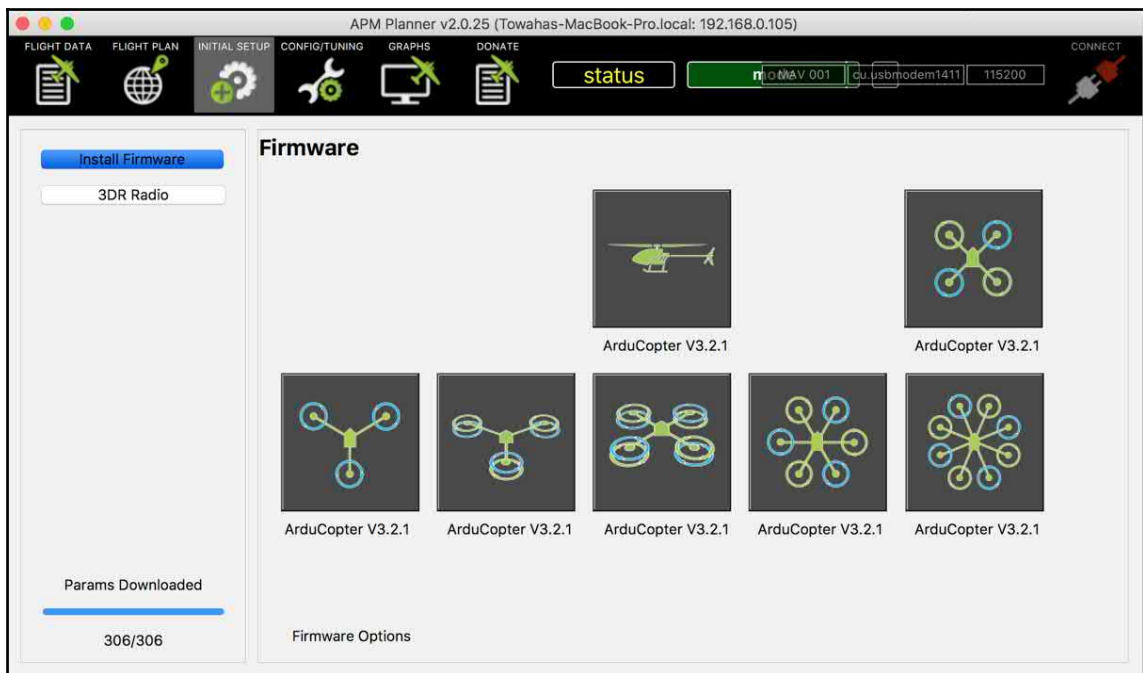 APM Planner v2.0.25 (Towahas-MacBook-Pro.local: 192.168.0.105)
FLIGHT DATA FLIGHT PLAN INITIAL SETUP CONFIG/TUNING GRAPHS DONATE CONNECT
status mode MAV 001 cu.usbmodem1411 115200
Install Firmware
3DR Radio
Firmware
ArduCopter V3.2.1 ArduCopter V3.2.1
ArduCopter V3.2.1 ArduCopter V3.2.1 ArduCopter V3.2.1 ArduCopter V3.2.1 ArduCopter V3.2.1
Params Downloaded
306/306
Firmware Options